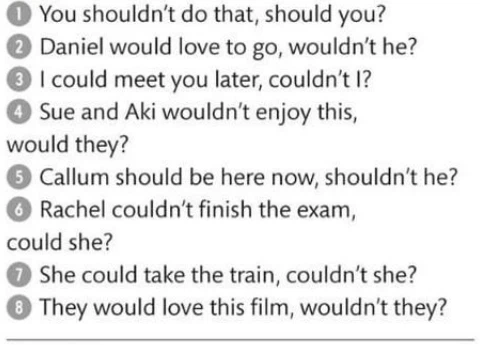 1 You shouldn't do that, should you?
2 Daniel would love to go, wouldn't he?
3 I could meet you later, couldn't I?
4 Sue and Aki wouldn't enjoy this,
would they?
5 Callum should be here now, shouldn't he?
6 Rachel couldn't finish the exam,
could she?
7 She could take the train, couldn't she?
8 They would love this film, wouldn't they?